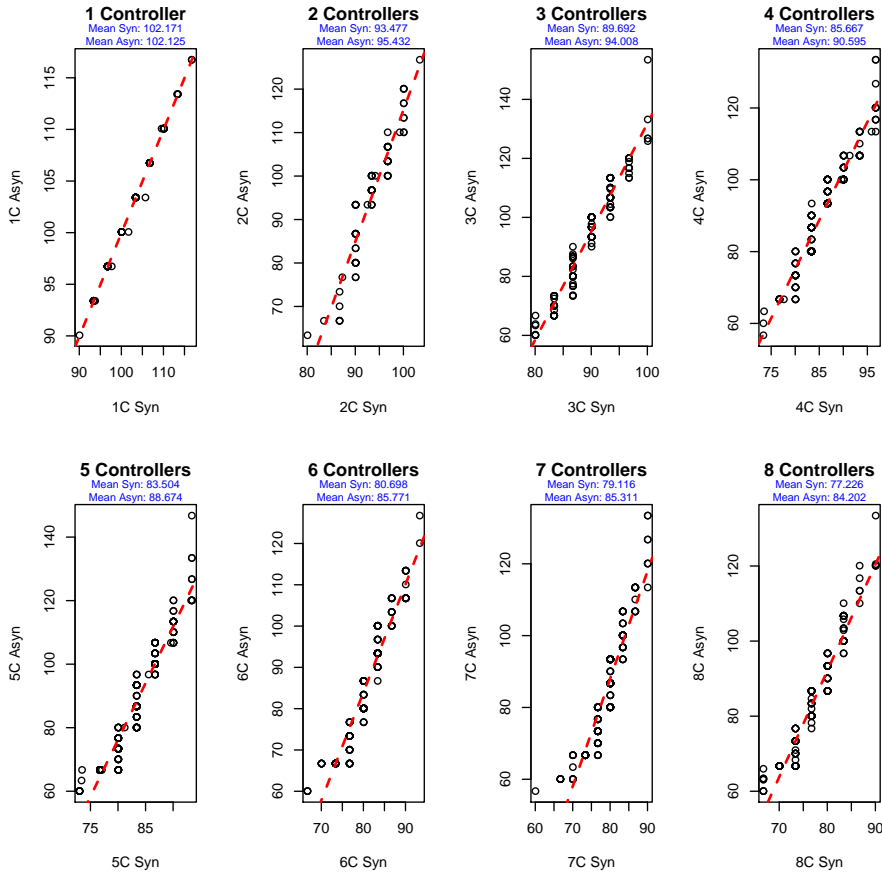 1 Controller
Mean Syn: 102.171
Mean Asyn: 102.125
1C Asyn
90 95 100 105 110 115
90 100 110
1C Syn
2 Controllers
Mean Syn: 93.477
Mean Asyn: 95.432
2C Asyn
70 80 90 100 110 120
80 90 100
2C Syn
3 Controllers
Mean Syn: 89.692
Mean Asyn: 94.008
3C Asyn
60 80 100 120 140
80 90 100
3C Syn
4 Controllers
Mean Syn: 85.667
Mean Asyn: 90.595
4C Asyn
60 80 100 120
75 85 95
4C Syn
5 Controllers
Mean Syn: 83.504
Mean Asyn: 88.674
5C Asyn
60 80 100 120 140
75 85
5C Syn
6 Controllers
Mean Syn: 80.698
Mean Asyn: 85.771
6C Asyn
60 70 80 90 100 110 120
70 80 90
6C Syn
7 Controllers
Mean Syn: 79.116
Mean Asyn: 85.311
7C Asyn
60 80 100 120
60 70 80 90
7C Syn
8 Controllers
Mean Syn: 77.226
Mean Asyn: 84.202
8C Asyn
60 80 100 120
70 80 90
8C Syn